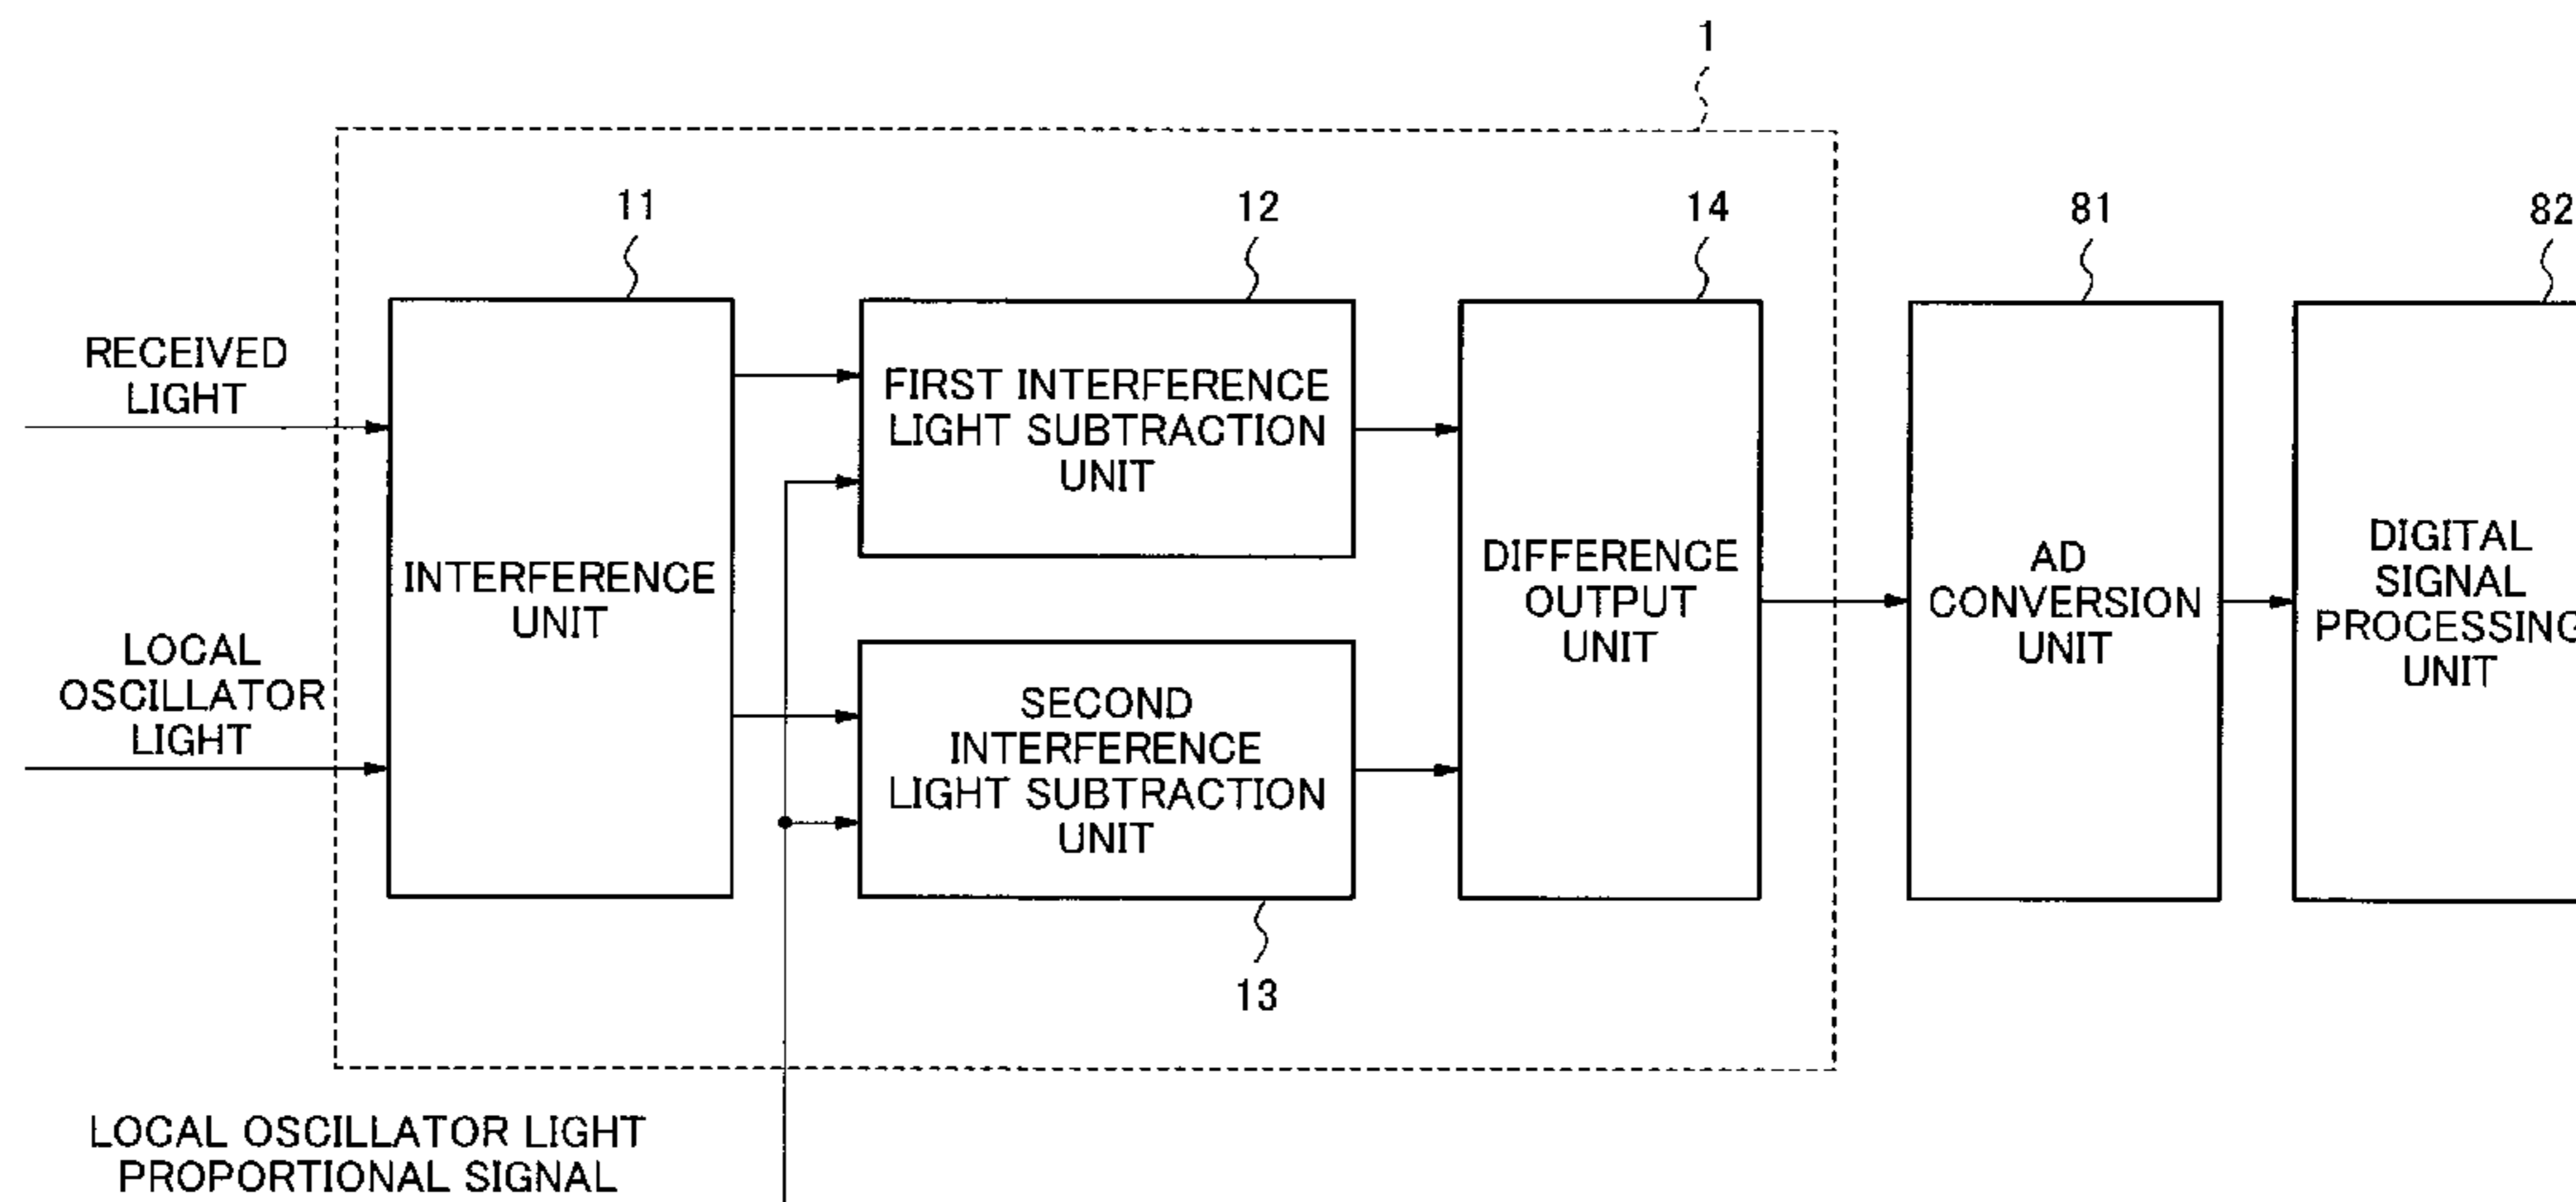 1
11
12
14
81
82
RECEIVED
LIGHT
LOCAL
OSCILLATOR
LIGHT
INTERFERENCE
UNIT
FIRST INTERFERENCE
LIGHT SUBTRACTION
UNIT
SECOND
INTERFERENCE
LIGHT SUBTRACTION
UNIT
13
DIFFERENCE
OUTPUT
UNIT
AD
CONVERSION
UNIT
DIGITAL
SIGNAL
PROCESSING
UNIT
LOCAL OSCILLATOR LIGHT
PROPORTIONAL SIGNAL